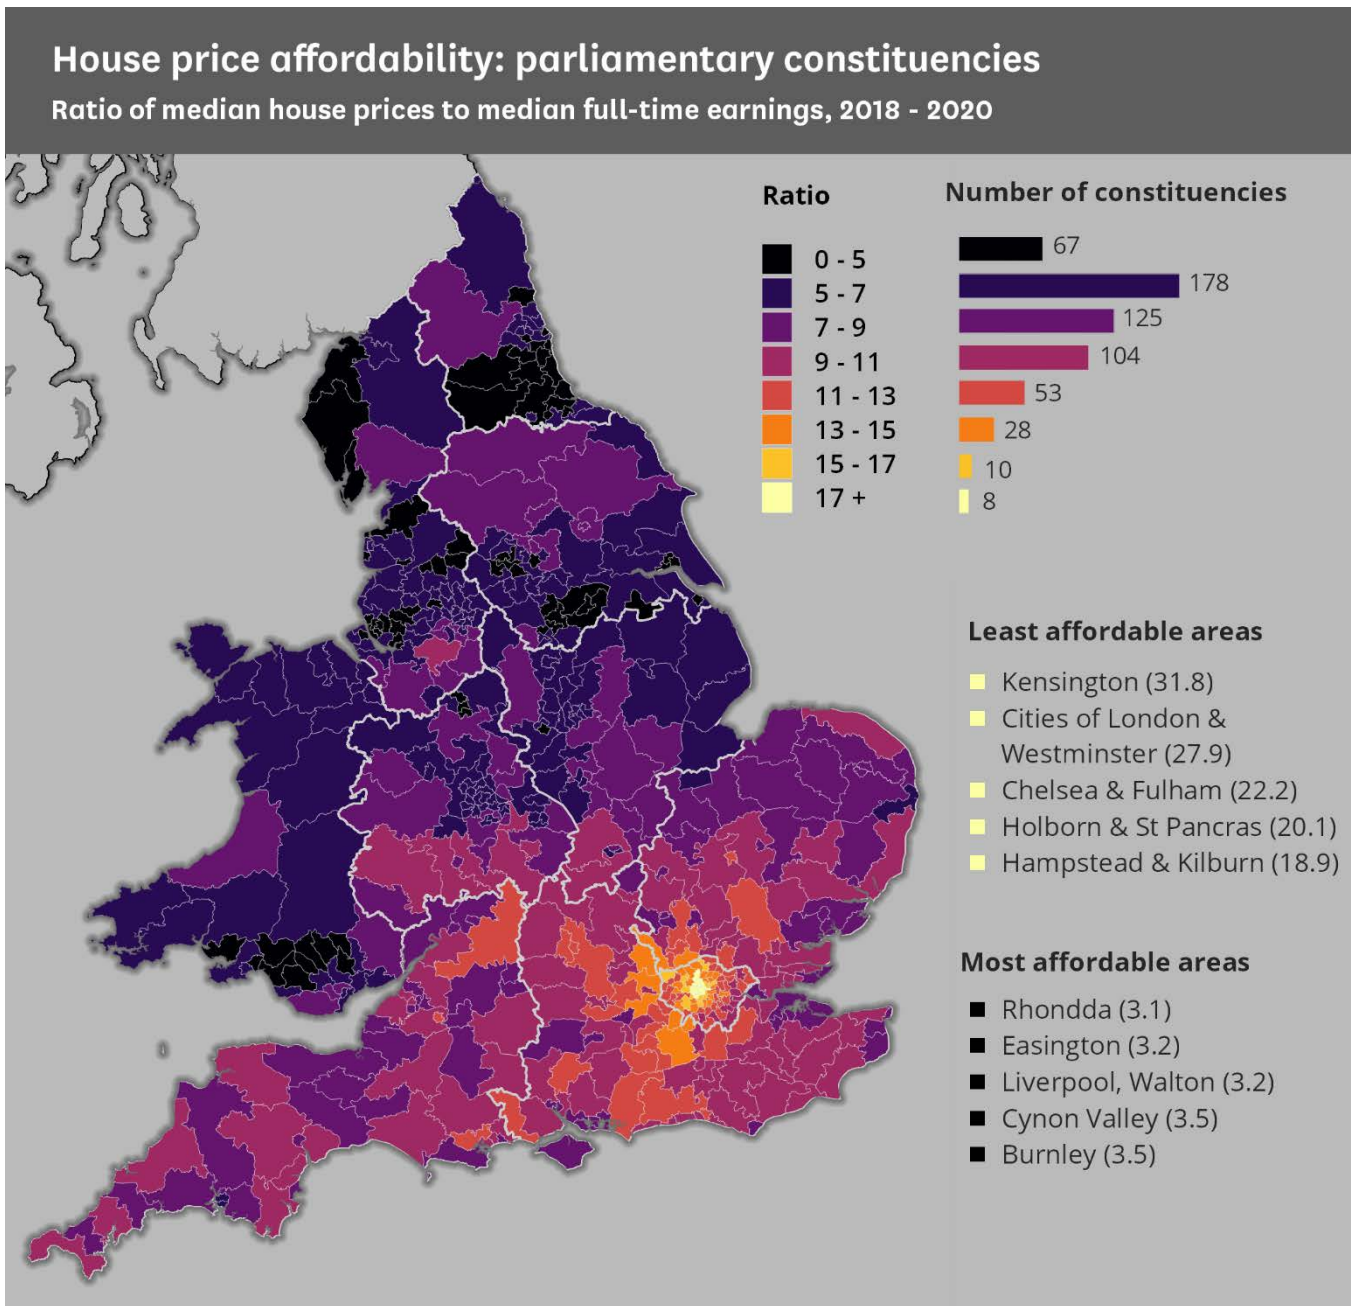 House price affordability: parliamentary constituencies
Ratio of median house prices to median full-time earnings, 2018 - 2020
Ratio
Number of constituencies
0 - 5
67
5 - 7
178
7 - 9
125
9 - 11
104
11 - 13
53
13 - 15
28
15 - 17
10
17 +
8
Least affordable areas
Kensington (31.8)
Cities of London &
Westminster (27.9)
Chelsea & Fulham (22.2)
Holborn & St Pancras (20.1)
Hampstead & Kilburn (18.9)
Most affordable areas
Rhondda (3.1)
Easington (3.2)
Liverpool, Walton (3.2)
Cynon Valley (3.5)
Burnley (3.5)